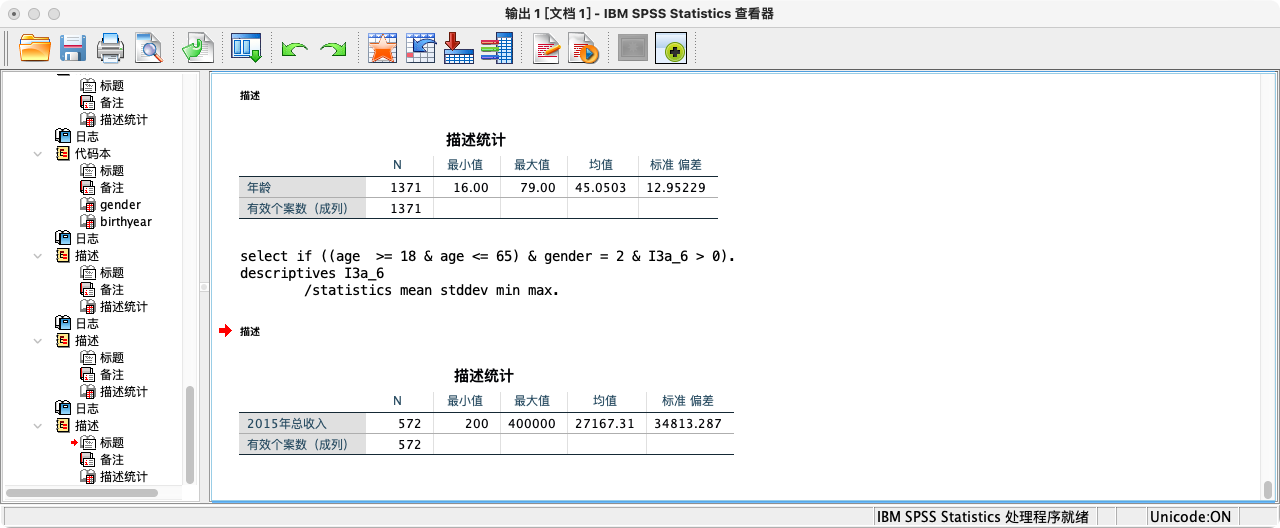 输出 1 [文档 1] - IBM SPSS Statistics 查看器
标题
备注
描述统计
日志
代码本
标题
备注
gender
birthyear
日志
描述
标题
备注
描述统计
日志
描述
标题
备注
描述统计
日志
描述
标题
备注
描述统计
描述
描述统计
N 最小值 最大值 均值 标准 偏差
年龄 1371 16.00 79.00 45.0503 12.95229
有效个案数（成列） 1371
select if ((age  >= 18 & age <= 65) & gender = 2 & I3a_6 > 0).
descriptives I3a_6
/statistics mean stddev min max.
描述
描述统计
N 最小值 最大值 均值 标准 偏差
2015年总收入 572 200 400000 27167.31 34813.287
有效个案数（成列） 572
IBM SPSS Statistics 处理程序就绪 Unicode:ON